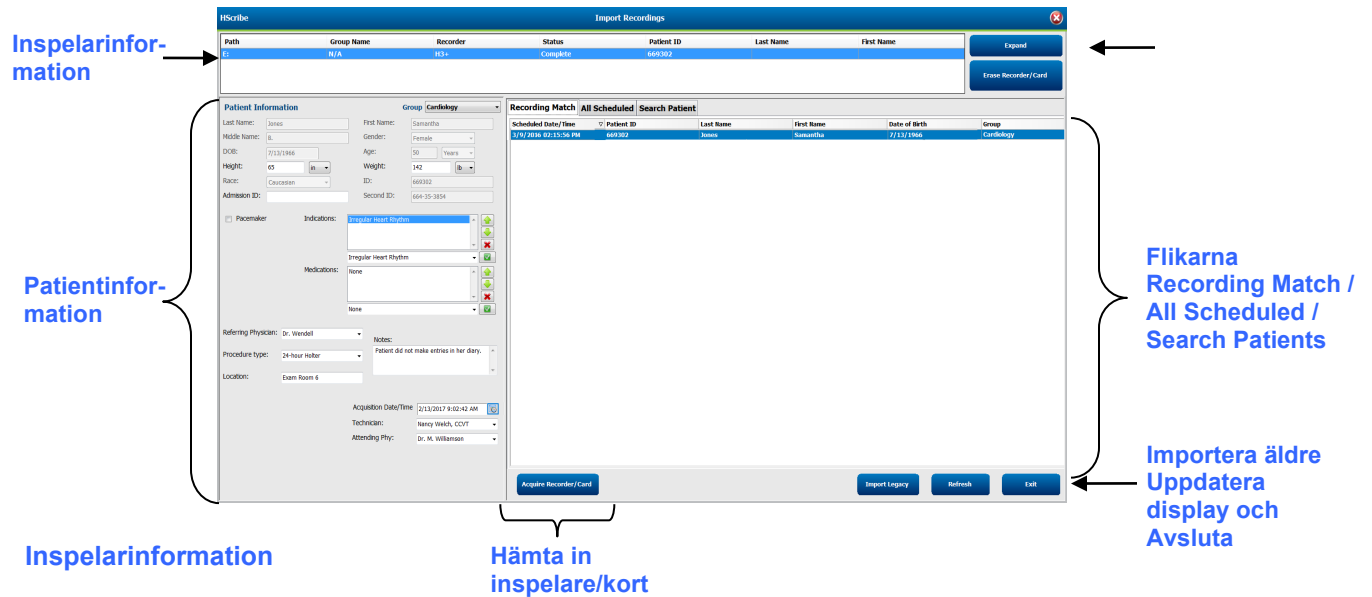 HScribe
Import Recordings
Inspelarinfor-
mation
Path Group Name Recorder Status Patient ID Last Name First Name
E: N/A H3+ Complete 669302
Expand
Erase Recorder/Card
Patient Information
Group Cardiology
Last Name: Jones First Name: Samantha
Middle Name: B. Gender: Female
DOB: 7/13/1966 Age: 50 Years
Height: 65 in Weight: 142 lb
Race: Caucasian ID: 669302
Admission ID: Second ID: 664-35-3854
Pacemaker Indications: Irregular Heart Rhythm
Irregular Heart Rhythm
Medications: None
None
Referring Physician: Dr. Wendell
Notes:
Patient did not make entries in her diary.
Procedure type: 24-hour Holter
Location: Exam Room 6
Acquisition Date/Time 2/13/2017 9:02:42 AM
Technician: Nancy Welch, CCVT
Attending Phy: Dr. M. Williamson
Recording Match All Scheduled Search Patient
Scheduled Date/Time Patient ID Last Name First Name Date of Birth Group
3/9/2016 02:15:56 PM 669302 Jones Samantha 7/13/1966 Cardiology
Acquire Recorder/Card
Import Legacy
Refresh
Exit
Patientinfor-
mation
Flikarna
Recording Match /
All Scheduled /
Search Patients
Importera äldre
Uppdatera
display och
Avsluta
Inspelarinformation
Hämta in
inspelare/kort